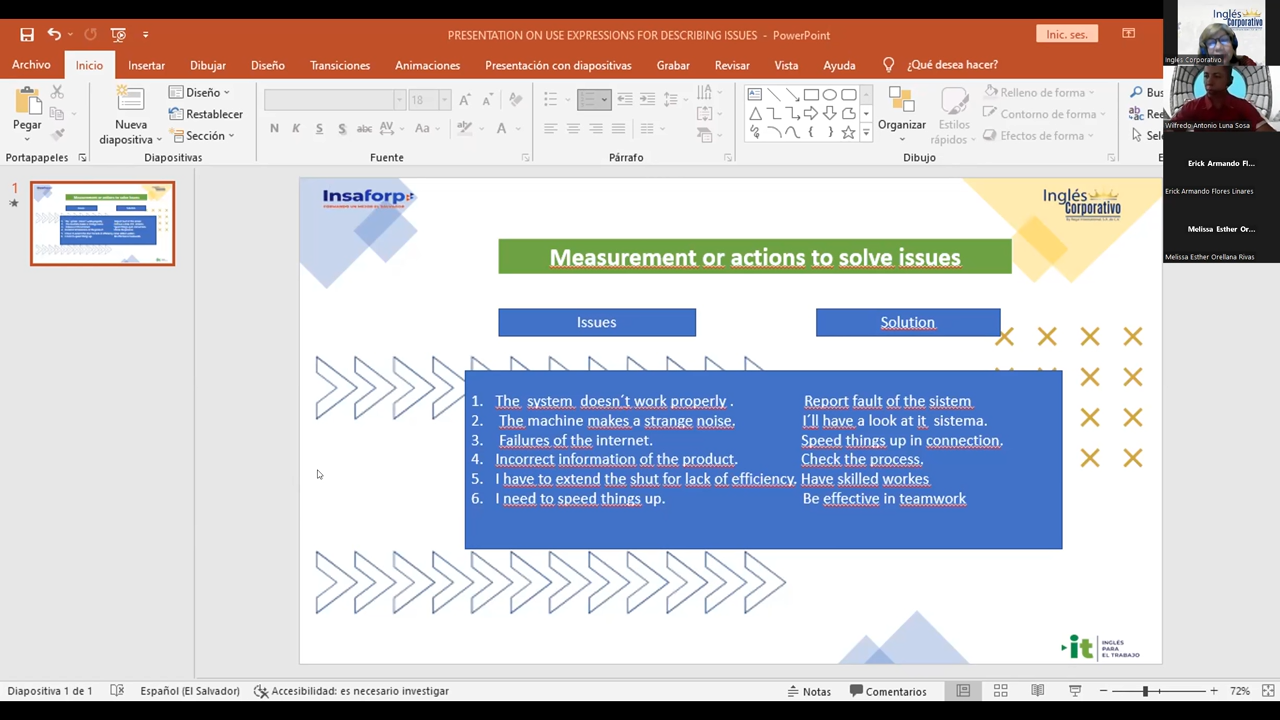 PRESENTATION ON USE EXPRESSIONS FOR DESCRIBING ISSUES - PowerPoint
Inic. ses.
Archivo Inicio Insertar Dibujar Diseño Transiciones Animaciones Presentación con diapositivas Grabar Revisar Vista Ayuda ¿Qué desea hacer?
Pegar
Portapapeles
Nueva diapositiva
Diseño
Restablecer
Sección
Diapositivas
18
N K S S abc AV Aa A
Fuente
Párrafo
Organizar
Estilos rápidos
Relleno de forma
Contorno de forma
Efectos de forma
Dibujo
Inglés Corporativo
Ingles Corporativo
Wilfredo Antonio Luna Sosa
Erick Armando Fl...
Erick Armando Flores Linares
Melissa Esther Or...
Melissa Esther Orellana Rivas
1
Insaforp
Inglés Corporativo
Measurement or actions to solve issues
Issues Solution
1. The system doesn´t work properly . Report fault of the sistem
2. The machine makes a strange noise. I´ll have a look at it sistema.
3. Failures of the internet. Speed things up in connection.
4. Incorrect information of the product. Check the process.
5. I have to extend the shut for lack of efficiency. Have skilled workes
6. I need to speed things up. Be effective in teamwork
it INGLÉS PARA EL TRABAJO
Diapositiva 1 de 1 Español (El Salvador) Accesibilidad: es necesario investigar Notas Comentarios 72%